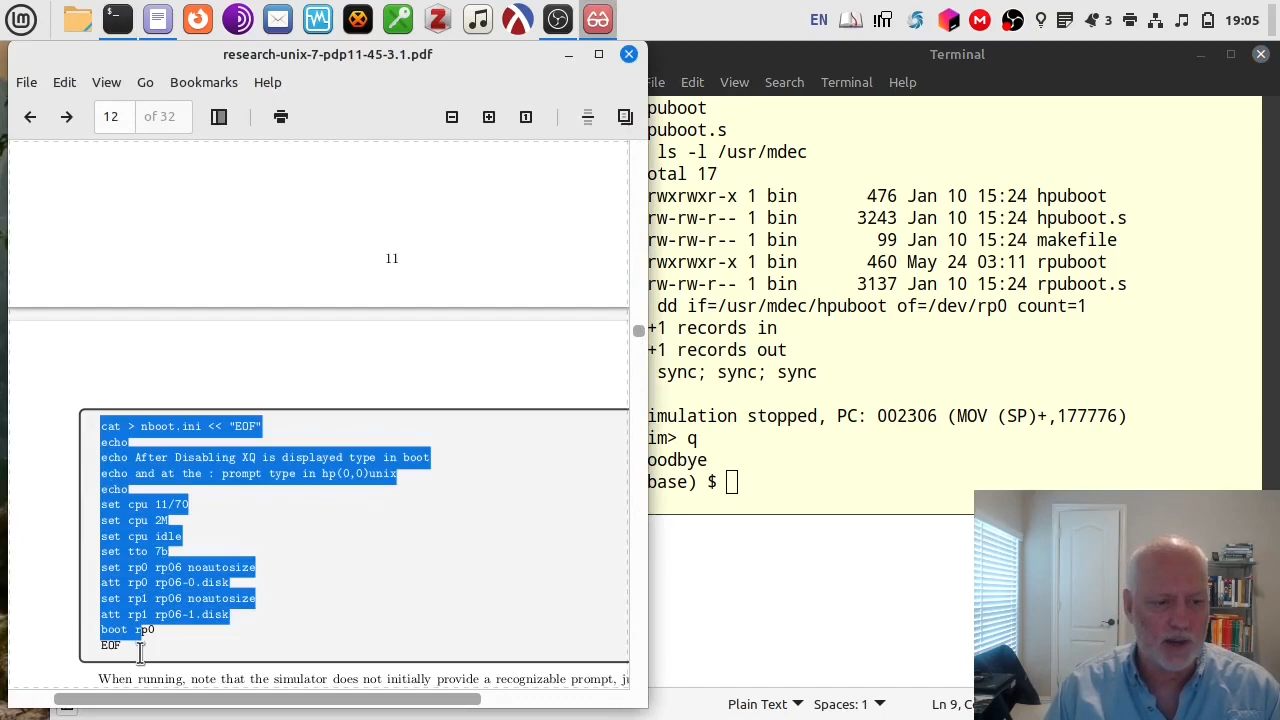 EN
3
19:05
research-unix-7-pdp11-45-3.1.pdf
File Edit View Go Bookmarks Help
12 of 32
11
cat > nboot.ini << "EOF"
echo
echo After Disabling XQ is displayed type in boot
echo and at the : prompt type in hp(0,0)unix
echo
set cpu 11/70
set cpu 2M
set cpu idle
set tto 7b
set rp0 rp06 noautosize
att rp0 rp06-0.disk
set rp1 rp06 noautosize
att rp1 rp06-1.disk
boot rp0
EOF
When running, note that the simulator does not initially provide a recognizable prompt, ju
Terminal
File Edit View Search Terminal Help
puboot
puboot.s
ls -l /usr/mdec
otal 17
rwxrwxr-x 1 bin 476 Jan 10 15:24 hpuboot
rw-rw-r-- 1 bin 3243 Jan 10 15:24 hpuboot.s
rw-rw-r-- 1 bin 99 Jan 10 15:24 makefile
rwxrwxr-x 1 bin 460 May 24 03:11 rpuboot
rw-rw-r-- 1 bin 3137 Jan 10 15:24 rpuboot.s
dd if=/usr/mdec/hpuboot of=/dev/rp0 count=1
+1 records in
+1 records out
sync; sync; sync
imulation stopped, PC: 002306 (MOV (SP)+,177776)
im> q
oodbye
base) $
Plain Text Spaces: 1 Ln 9, C